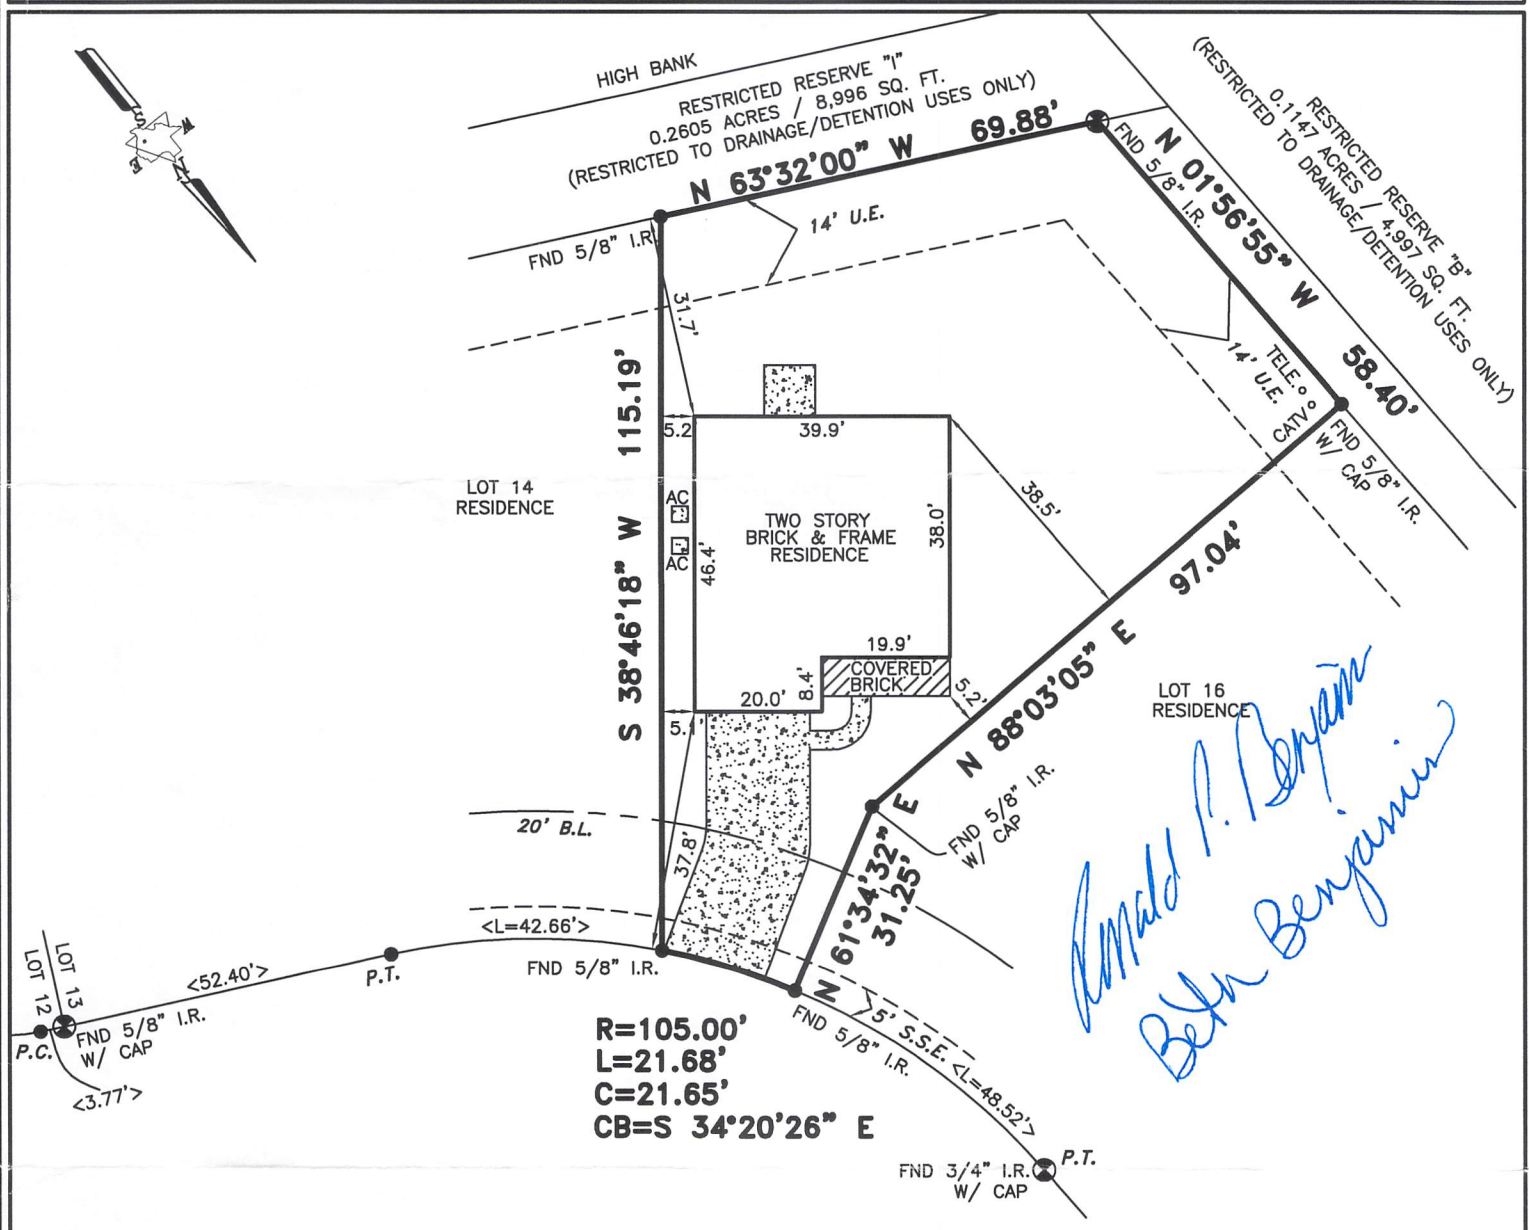 HIGH BANK
RESTRICTED RESERVE "I"
0.2605 ACRES / 8,996 SQ. FT.
(RESTRICTED TO DRAINAGE/DETENTION USES ONLY)
RESTRICTED RESERVE "B"
0.1147 ACRES / 4,997 SQ. FT.
(RESTRICTED TO DRAINAGE/DETENTION USES ONLY)
S
W
E
N
N 63°32'00" W 69.88'
FND 5/8" I.R.
N 01°56'55" W 58.40'
FND 5/8" I.R.
14' U.E.
14' U.E.
31.7'
TELE.
CATV
FND 5/8" I.R.
W/ CAP
S 38°46'18" W 115.19'
5.2
39.9'
LOT 14
RESIDENCE
AC
AC
46.4'
TWO STORY
BRICK & FRAME
RESIDENCE
38.0'
38.5'
N 88°03'05" E 97.04'
19.9'
COVERED
BRICK
8.4'
20.0'
5.2'
5.1'
LOT 16
RESIDENCE
Ronald P. Benjamin
Beth Benjamin
20' B.L.
37.8'
FND 5/8" I.R.
W/ CAP
N 61°34'32" E
31.25'
<L=42.66'>
FND 5/8" I.R.
P.T.
<52.40'>
LOT 12
LOT 13
P.C.
FND 5/8" I.R.
W/ CAP
<3.77'>
FND 5/8" I.R.
5' S.S.E.
<L=48.52'>
R=105.00'
L=21.68'
C=21.65'
CB=S 34°20'26" E
FND 3/4" I.R.
W/ CAP
P.T.